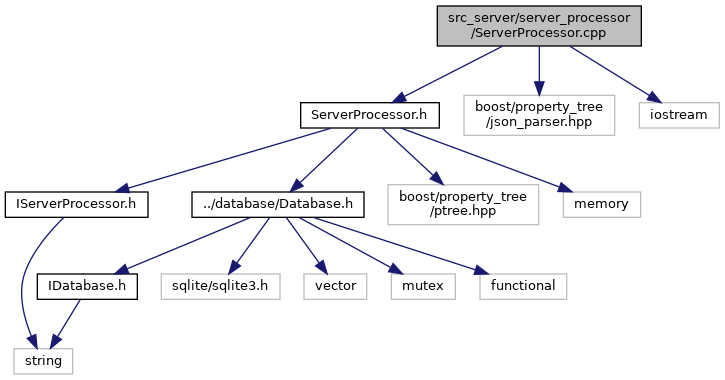 src_server/server_processor
/ServerProcessor.cpp
ServerProcessor.h
boost/property_tree
/json_parser.hpp
iostream
IServerProcessor.h
../database/Database.h
boost/property_tree
/ptree.hpp
memory
IDatabase.h
sqlite/sqlite3.h
vector
mutex
functional
string